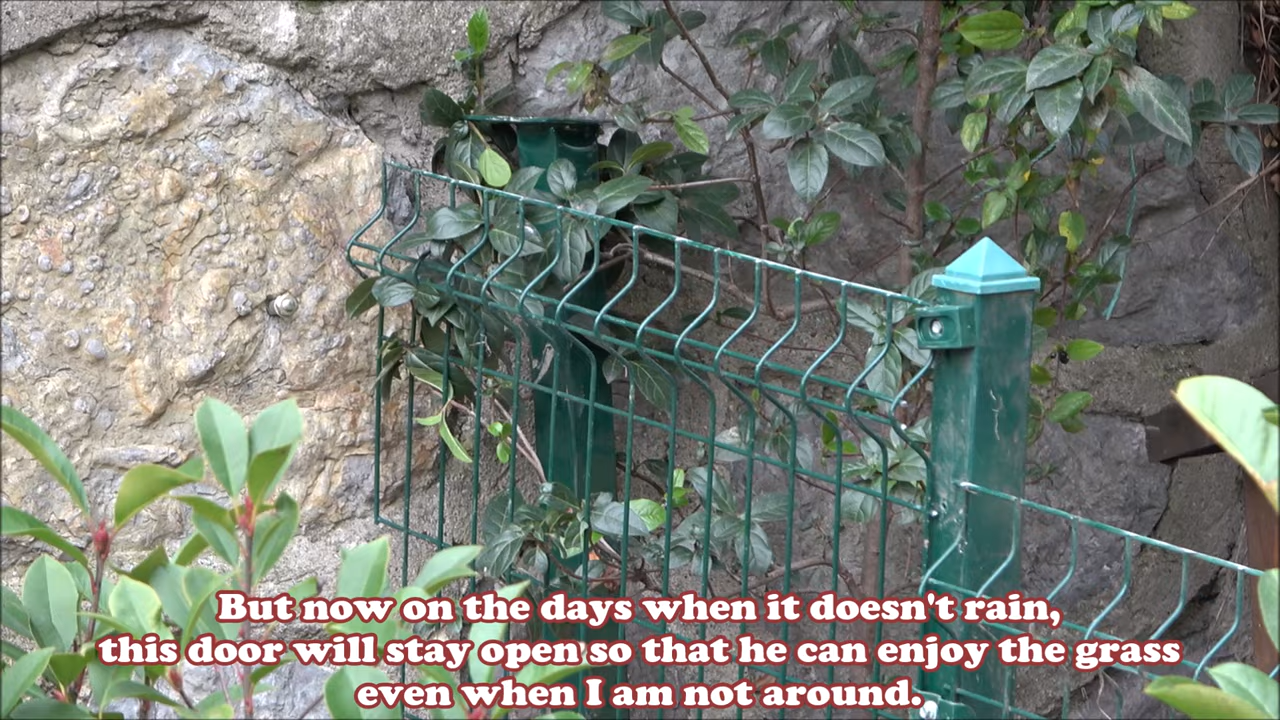 But now on the days when it doesn't rain,
this door will stay open so that he can enjoy the grass
even when I am not around.